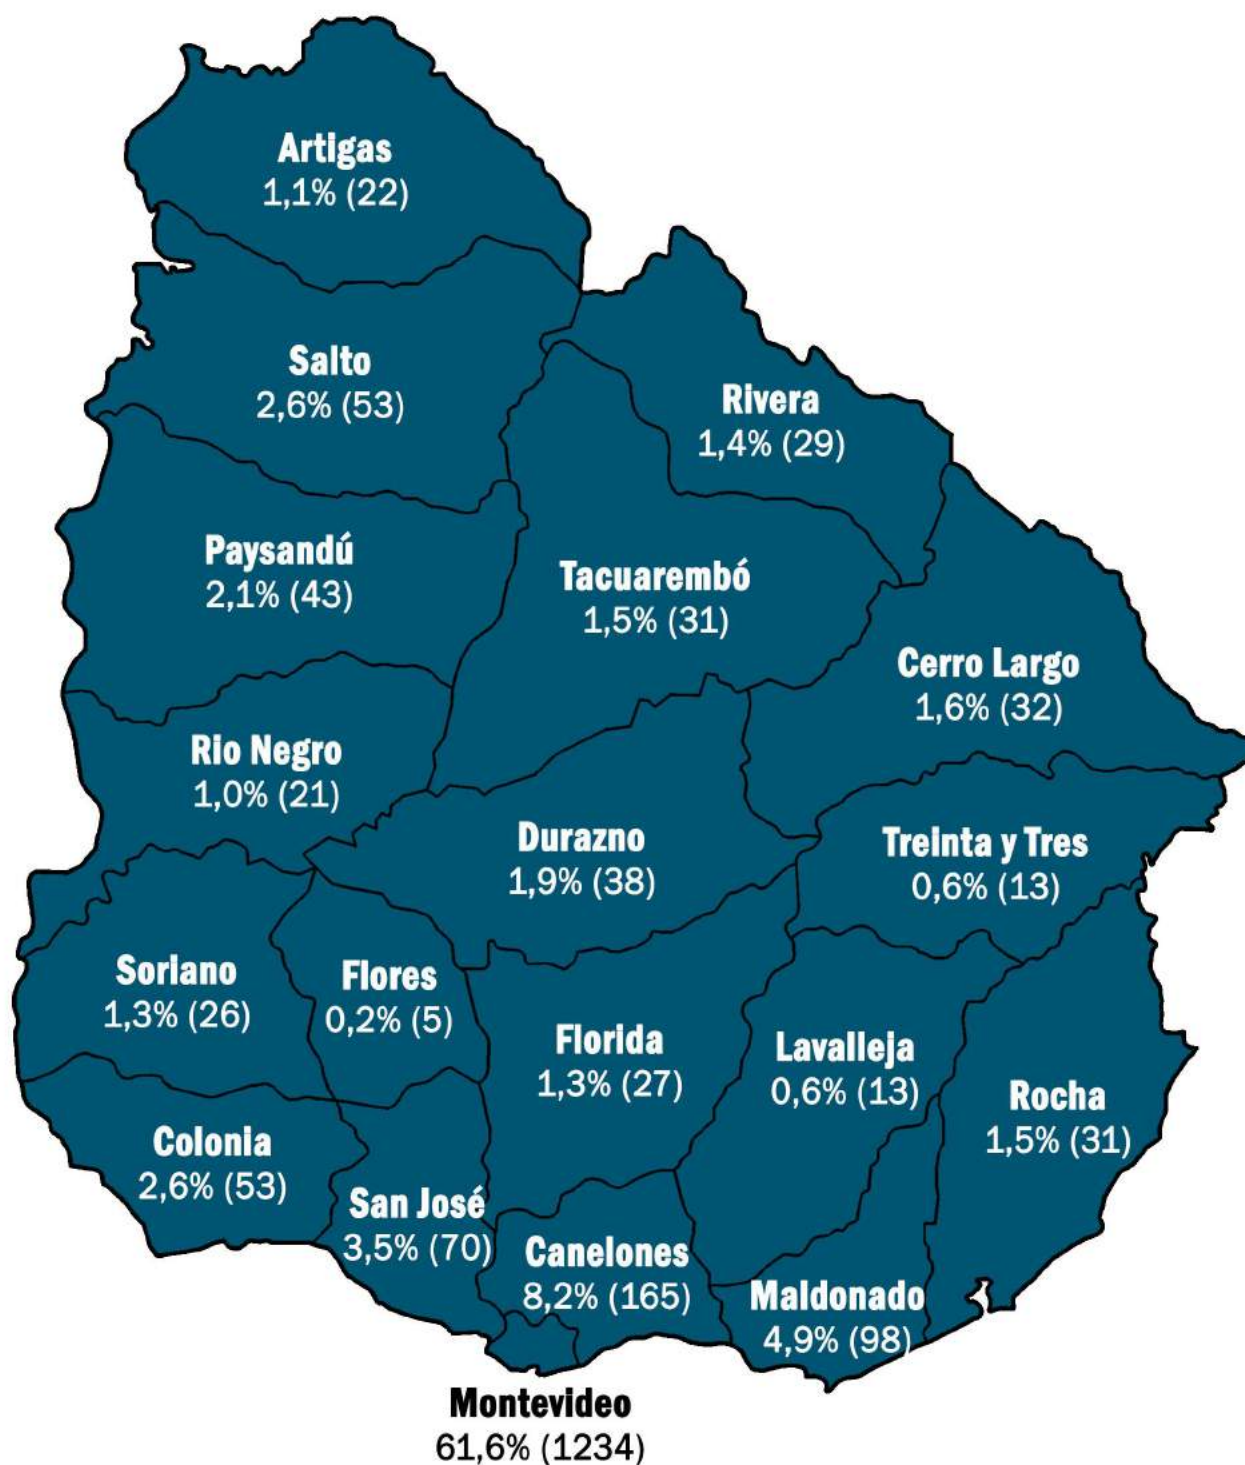 Artigas
1,1% (22)
Salto
2,6% (53)
Rivera
1,4% (29)
Paysandú
2,1% (43)
Tacuarembó
1,5% (31)
Cerro Largo
1,6% (32)
Rio Negro
1,0% (21)
Durazno
1,9% (38)
Treinta y Tres
0,6% (13)
Soriano
1,3% (26)
Flores
0,2% (5)
Florida
1,3% (27)
Lavalleja
0,6% (13)
Rocha
1,5% (31)
Colonia
2,6% (53)
San José
3,5% (70)
Canelones
8,2% (165)
Maldonado
4,9% (98)
Montevideo
61,6% (1234)